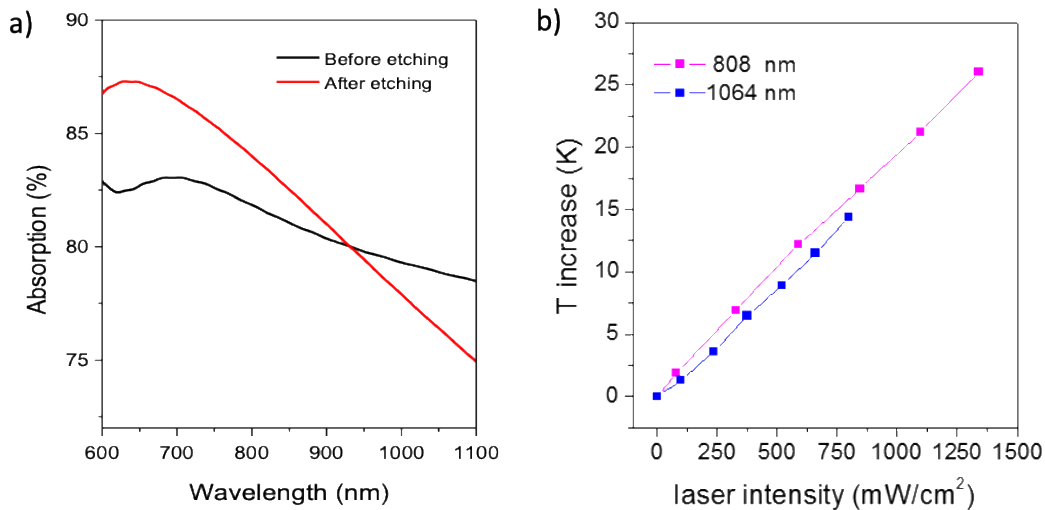 a)
90
85
80
75
Absorption (%)
Before etching
After etching
600 700 800 900 1000 1100
Wavelength (nm)
b)
30
25
20
15
10
5
0
T increase (K)
808 nm
1064 nm
0 250 500 750 1000 1250 1500
laser intensity (mW/cm²)